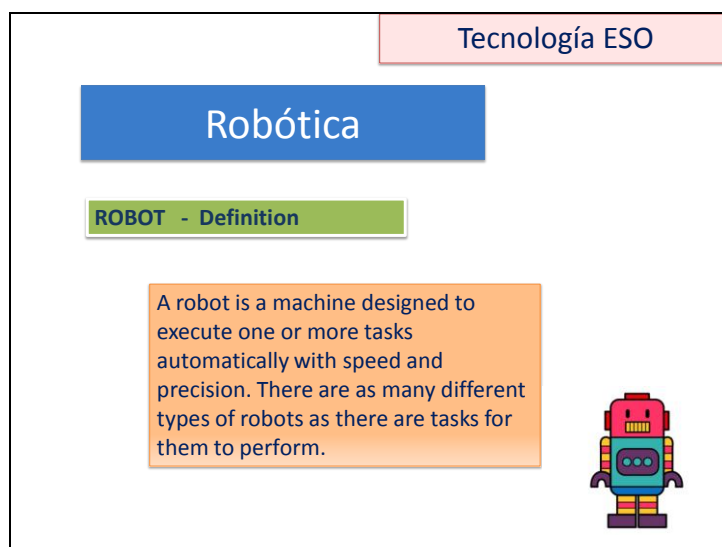 Tecnología ESO
Robótica
ROBOT - Definition
A robot is a machine designed to
execute one or more tasks
automatically with speed and
precision. There are as many different
types of robots as there are tasks for
them to perform.